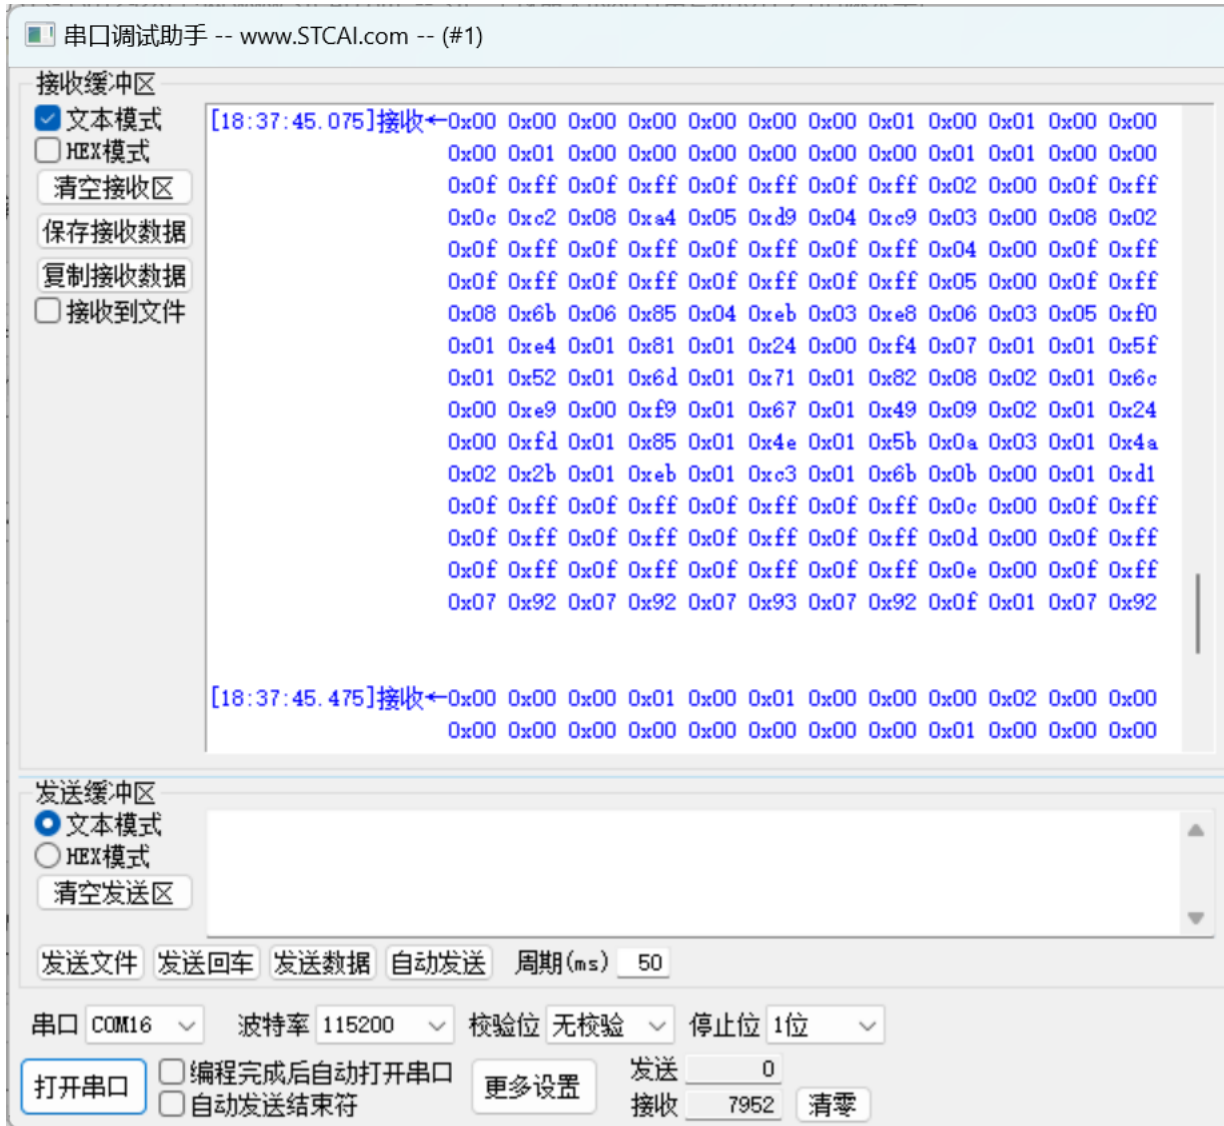 串口调试助手 -- www.STCAI.com -- (#1)
接收缓冲区
文本模式
HEX模式
清空接收区
保存接收数据
复制接收数据
接收到文件
[18:37:45.075]接收←0x00 0x00 0x00 0x00 0x00 0x00 0x00 0x01 0x00 0x01 0x00 0x00
0x00 0x01 0x00 0x00 0x00 0x00 0x00 0x00 0x01 0x01 0x00 0x00
0x0f 0xff 0x0f 0xff 0x0f 0xff 0x0f 0xff 0x02 0x00 0x0f 0xff
0x0c 0xc2 0x08 0xa4 0x05 0xd9 0x04 0xc9 0x03 0x00 0x08 0x02
0x0f 0xff 0x0f 0xff 0x0f 0xff 0x0f 0xff 0x04 0x00 0x0f 0xff
0x0f 0xff 0x0f 0xff 0x0f 0xff 0x0f 0xff 0x05 0x00 0x0f 0xff
0x08 0x6b 0x06 0x85 0x04 0xeb 0x03 0xe8 0x06 0x03 0x05 0xf0
0x01 0xe4 0x01 0x81 0x01 0x24 0x00 0xf4 0x07 0x01 0x01 0x5f
0x01 0x52 0x01 0x6d 0x01 0x71 0x01 0x82 0x08 0x02 0x01 0x6c
0x00 0xe9 0x00 0xf9 0x01 0x67 0x01 0x49 0x09 0x02 0x01 0x24
0x00 0xfd 0x01 0x85 0x01 0x4e 0x01 0x5b 0x0a 0x03 0x01 0x4a
0x02 0x2b 0x01 0xeb 0x01 0xc3 0x01 0x6b 0x0b 0x00 0x01 0xd1
0x0f 0xff 0x0f 0xff 0x0f 0xff 0x0f 0xff 0x0c 0x00 0x0f 0xff
0x0f 0xff 0x0f 0xff 0x0f 0xff 0x0f 0xff 0x0d 0x00 0x0f 0xff
0x0f 0xff 0x0f 0xff 0x0f 0xff 0x0f 0xff 0x0e 0x00 0x0f 0xff
0x07 0x92 0x07 0x92 0x07 0x93 0x07 0x92 0x0f 0x01 0x07 0x92
[18:37:45.475]接收←0x00 0x00 0x00 0x01 0x00 0x01 0x00 0x00 0x00 0x02 0x00 0x00
0x00 0x00 0x00 0x00 0x00 0x00 0x00 0x00 0x01 0x00 0x00 0x00
发送缓冲区
文本模式
HEX模式
清空发送区
发送文件 发送回车 发送数据 自动发送 周期(ms) 50
串口 COM16 波特率 115200 校验位 无校验 停止位 1位
打开串口
编程完成后自动打开串口
自动发送结束符
更多设置
发送 0
接收 7952 清零